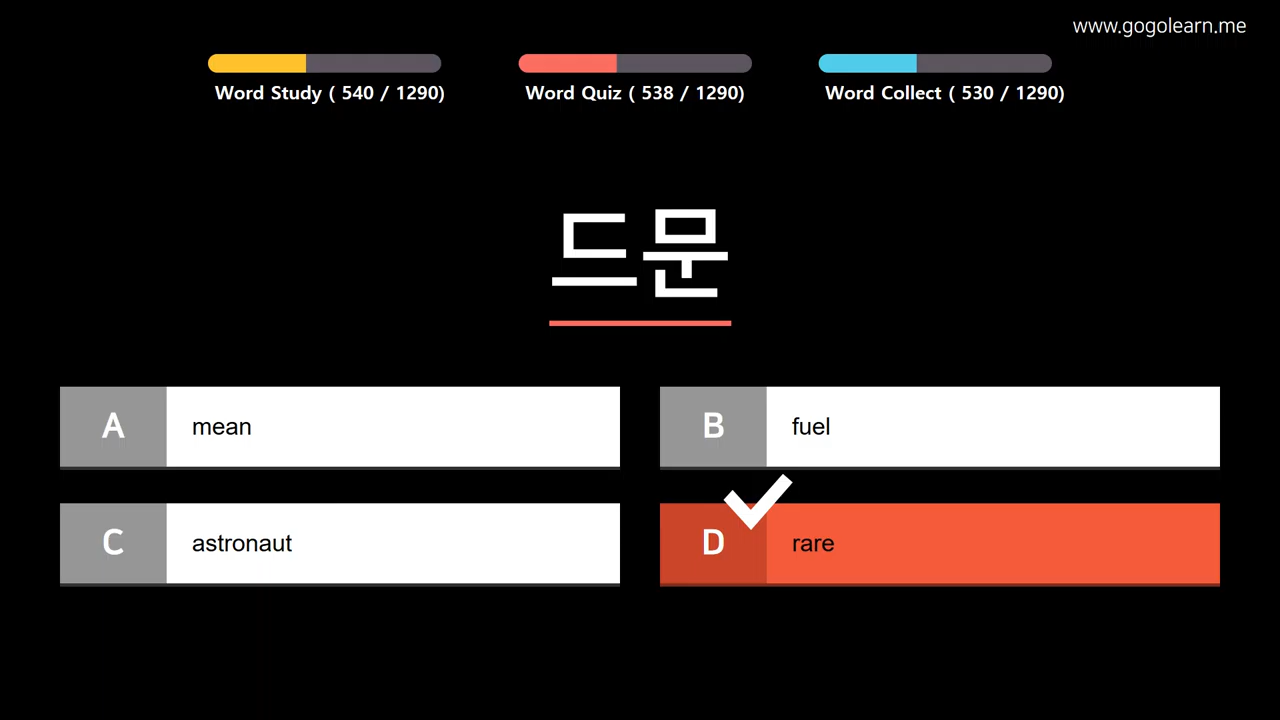 www.gogolearn.me
Word Study ( 540 / 1290)
Word Quiz ( 538 / 1290)
Word Collect ( 530 / 1290)
드문
A mean
B fuel
C astronaut
D rare